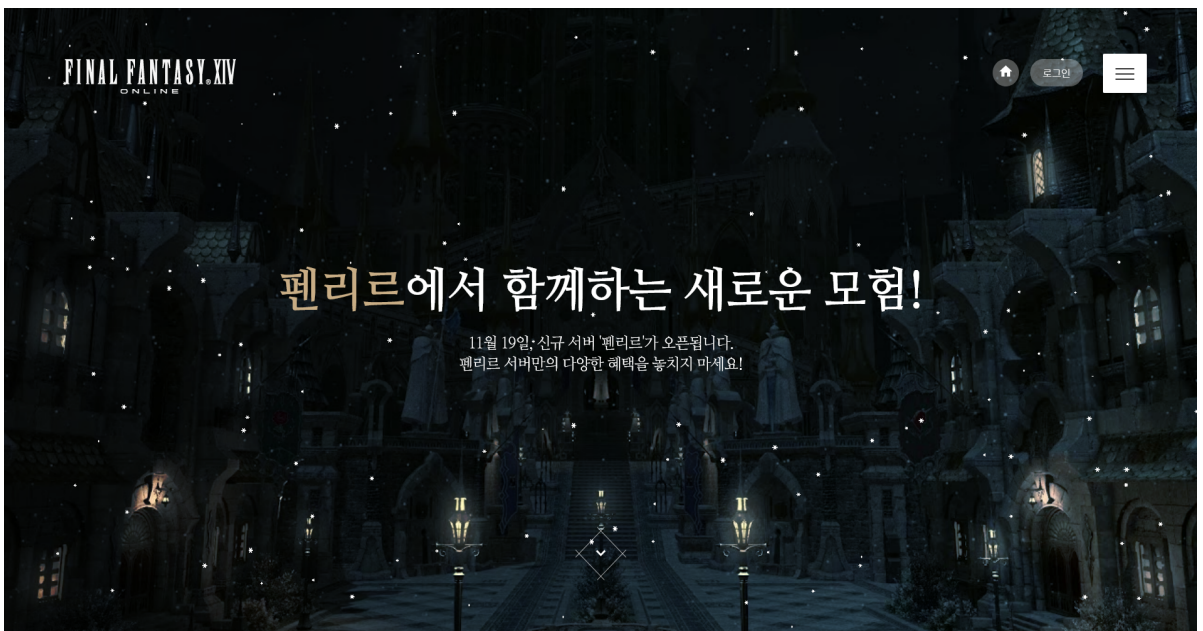 FINAL FANTASY® XIV
ONLINE
로그인
펜리르에서 함께하는 새로운 모험!
11월 19일, 신규 서버 '펜리르'가 오픈됩니다.
펜리르 서버만의 다양한 혜택을 놓치지 마세요!